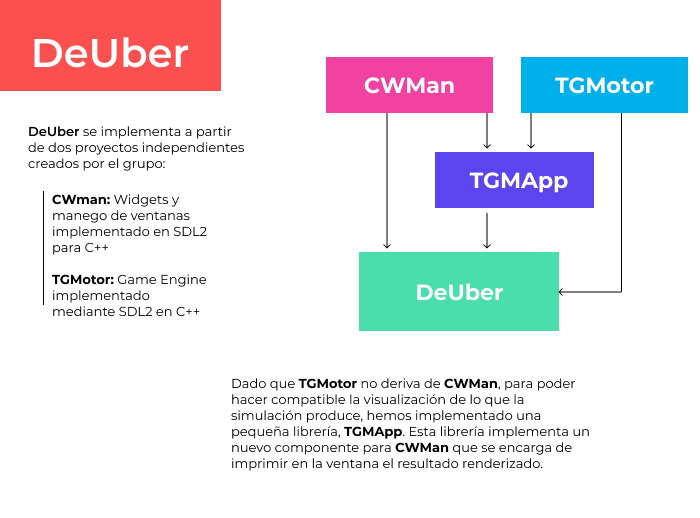 DeUber
CWMan
TGMotor
DeUber se implementa a partir
de dos proyectos independientes
creados por el grupo:
TGMApp
CWman: Widgets y
manego de ventanas
implementado en SDL2
para C++
TGMotor: Game Engine
implementado
mediante SDL2 en C++
DeUber
Dado que TGMotor no deriva de CWMan, para poder
hacer compatible la visualización de lo que la
simulación produce, hemos implementado una
pequeña librería, TGMApp. Esta librería implementa un
nuevo componente para CWMan que se encarga de
imprimir en la ventana el resultado renderizado.